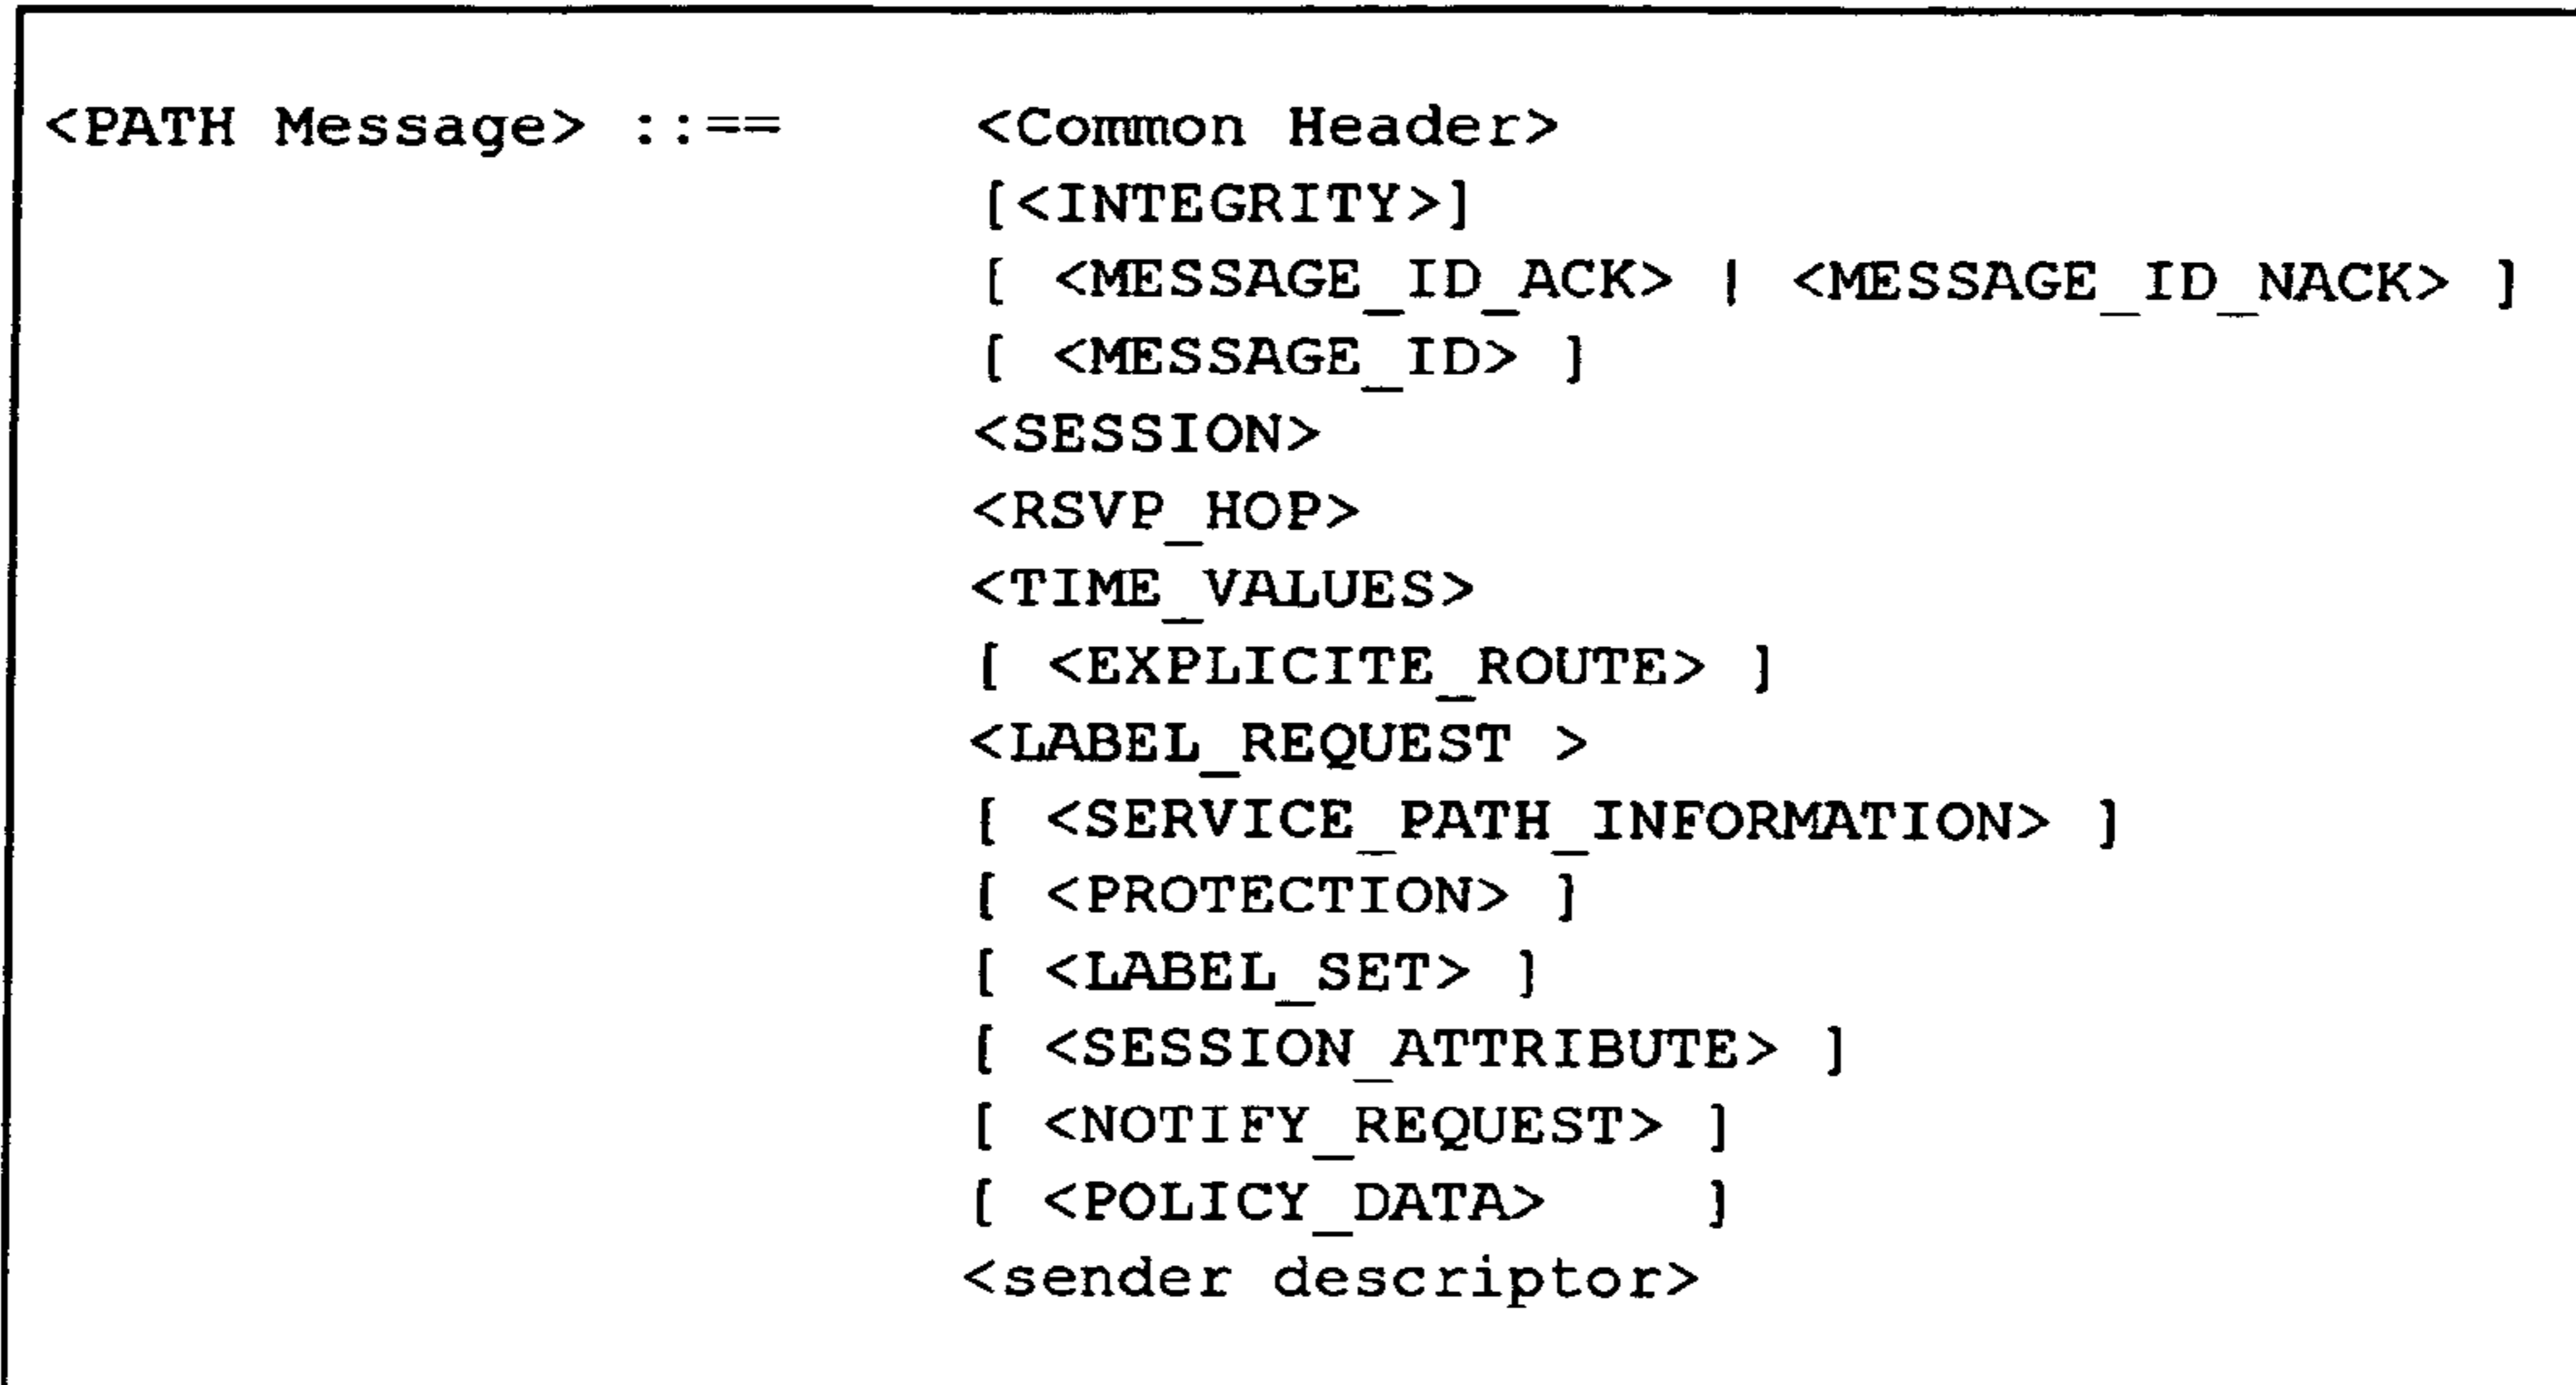 <PATH Message> ::== <Common Header>
[<INTEGRITY>]
[ <MESSAGE_ID_ACK> | <MESSAGE_ID_NACK> ]
[ <MESSAGE_ID> ]
<SESSION>
<RSVP_HOP>
<TIME_VALUES>
[ <EXPLICITE_ROUTE> ]
<LABEL_REQUEST >
[ <SERVICE_PATH_INFORMATION> ]
[ <PROTECTION> ]
[ <LABEL_SET> ]
[ <SESSION_ATTRIBUTE> ]
[ <NOTIFY_REQUEST> ]
[ <POLICY_DATA> ]
<sender descriptor>